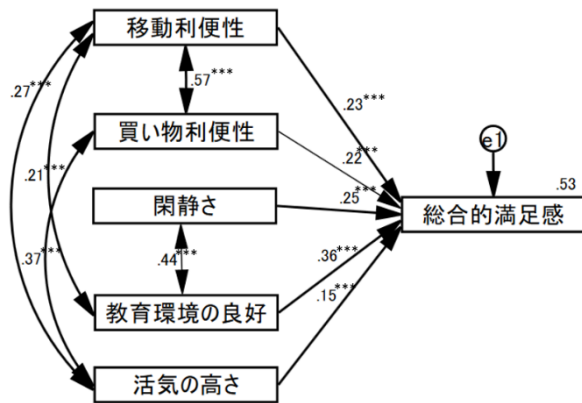 移動利便性
.27***
.57***
.23***
買い物利便性
.22***
e1
.53
.21***
閑静さ
.25***
総合的満足感
.37***
.44***
.36***
教育環境の良好
.15***
活気の高さ